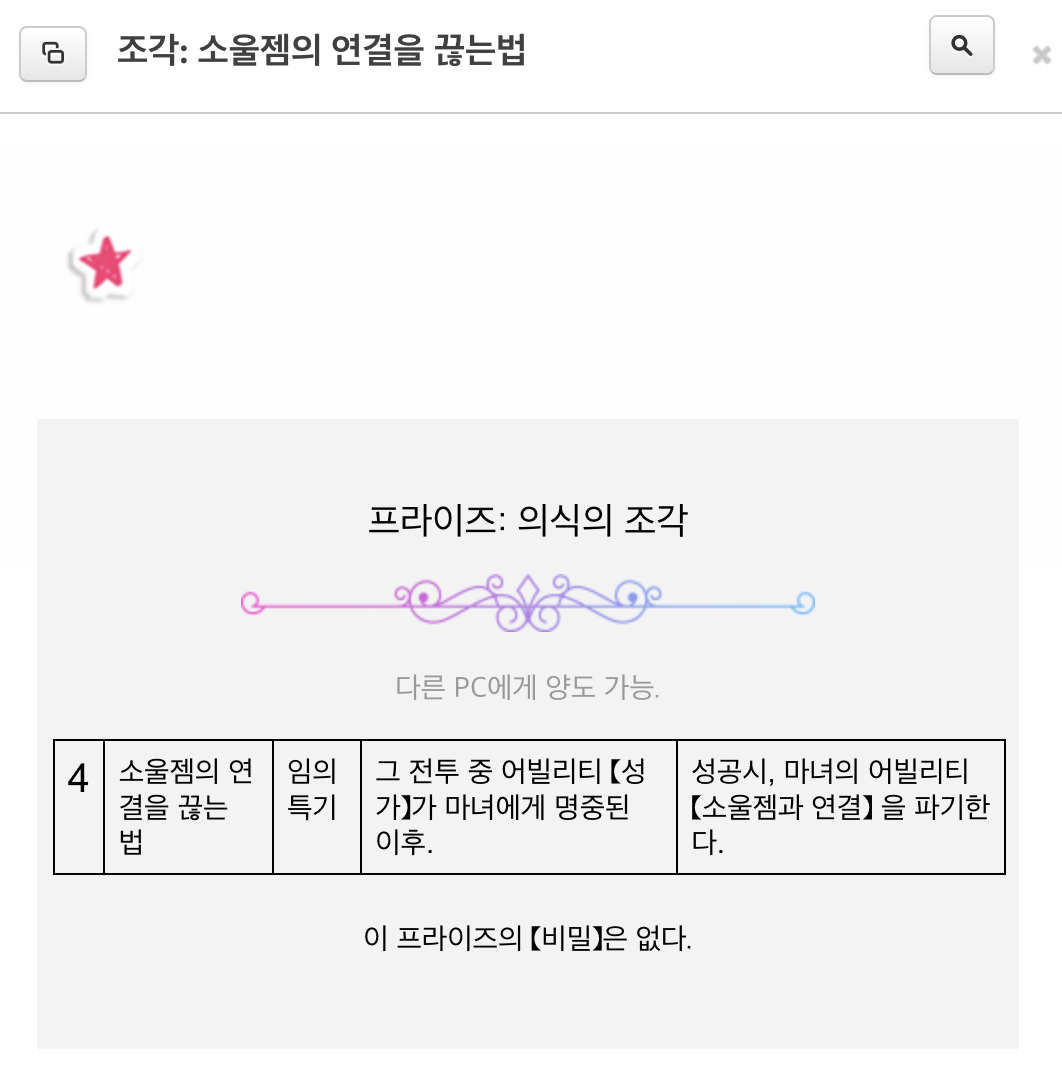 조각: 소울젬의 연결을 끊는법
프라이즈: 의식의 조각
다른 PC에게 양도 가능.
4
소울젬의 연
결을 끊는
법
임의
특기
그 전투 중 어빌리티【성
가】가 마녀에게 명중된
이후.
성공시, 마녀의 어빌리티
【소울젬과 연결】 을 파기한
다.
이 프라이즈의【비밀】은 없다.